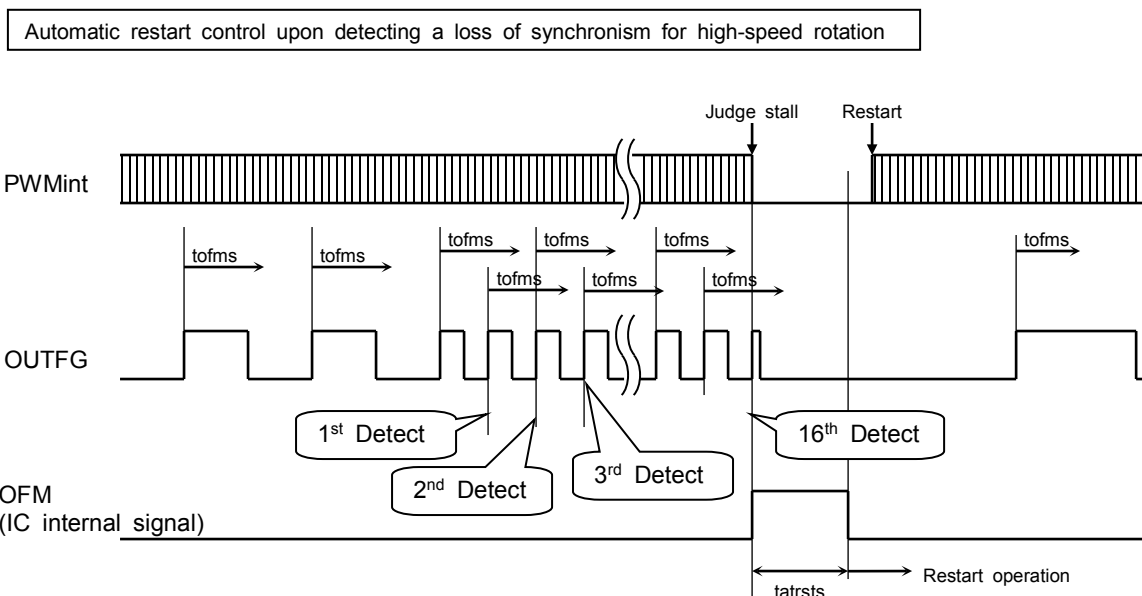 Automatic restart control upon detecting a loss of synchronism for high-speed rotation
Judge stall Restart
PWMint
tofms tofms tofms tofms tofms tofms
tofms tofms tofms
OUTFG
1st Detect
16th Detect
2nd Detect
3rd Detect
OFM
(IC internal signal)
Restart operation
tatrsts